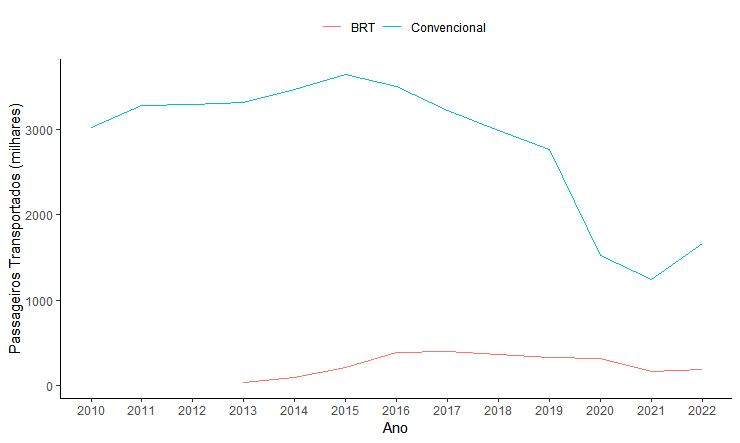 BRT Convencional
Passageiros Transportados (milhares)
3000
2000
1000
0
2010 2011 2012 2013 2014 2015 2016 2017 2018 2019 2020 2021 2022
Ano